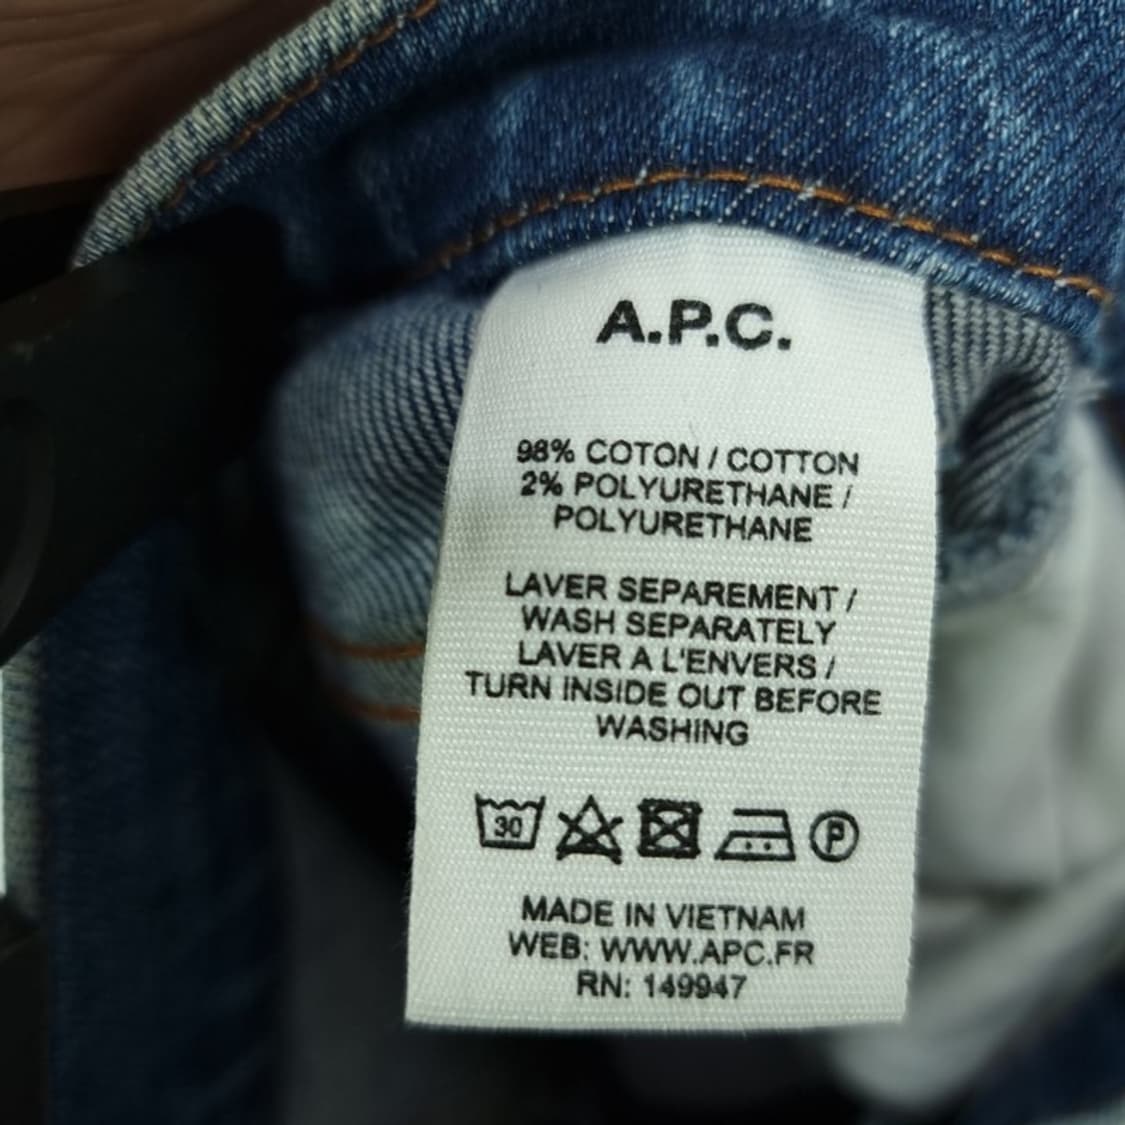 A.P.C.
98% COTON / COTTON
2% POLYURETHANE /
POLYURETHANE
LAVER SEPAREMENT /
WASH SEPARATELY
LAVER A L'ENVERS /
TURN INSIDE OUT BEFORE
WASHING
30 P
MADE IN VIETNAM
WEB: WWW.APC.FR
RN: 149947